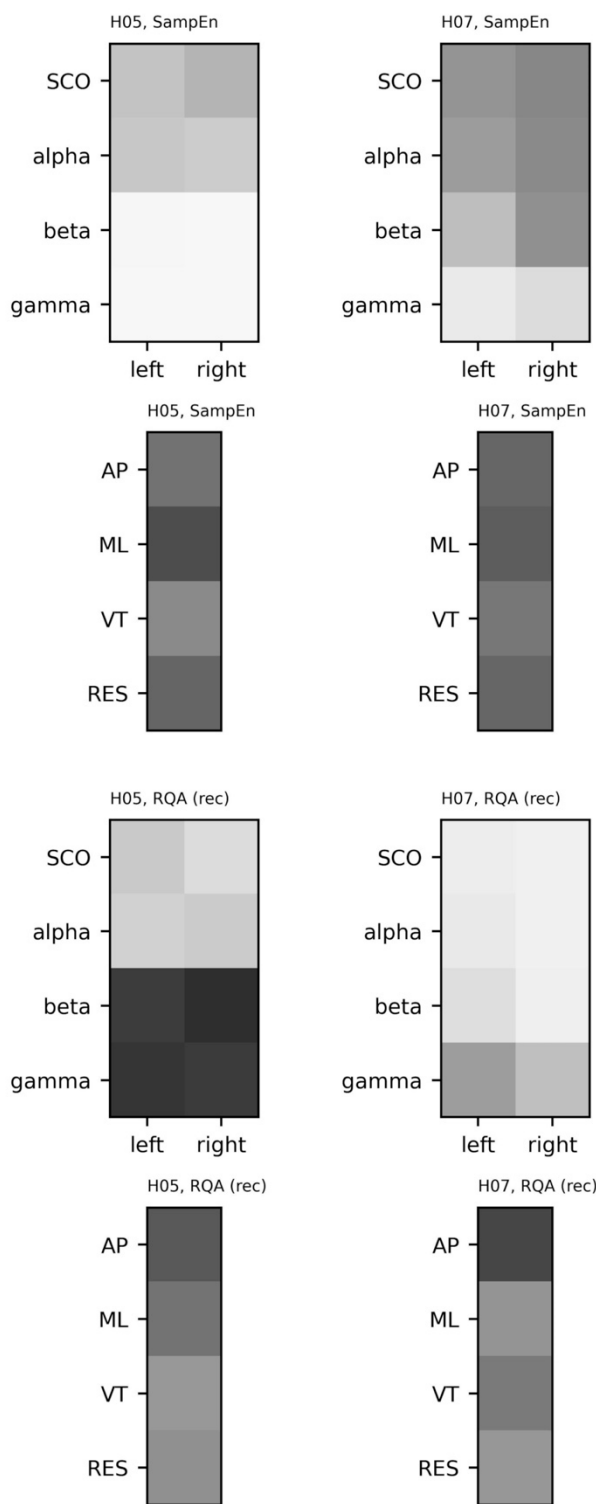 H05, SampEn
SCO
alpha
beta
gamma
left right
H07, SampEn
SCO
alpha
beta
gamma
left right
H05, SampEn
AP
ML
VT
RES
H07, SampEn
AP
ML
VT
RES
H05, RQA (rec)
SCO
alpha
beta
gamma
left right
H07, RQA (rec)
SCO
alpha
beta
gamma
left right
H05, RQA (rec)
AP
ML
VT
RES
H07, RQA (rec)
AP
ML
VT
RES